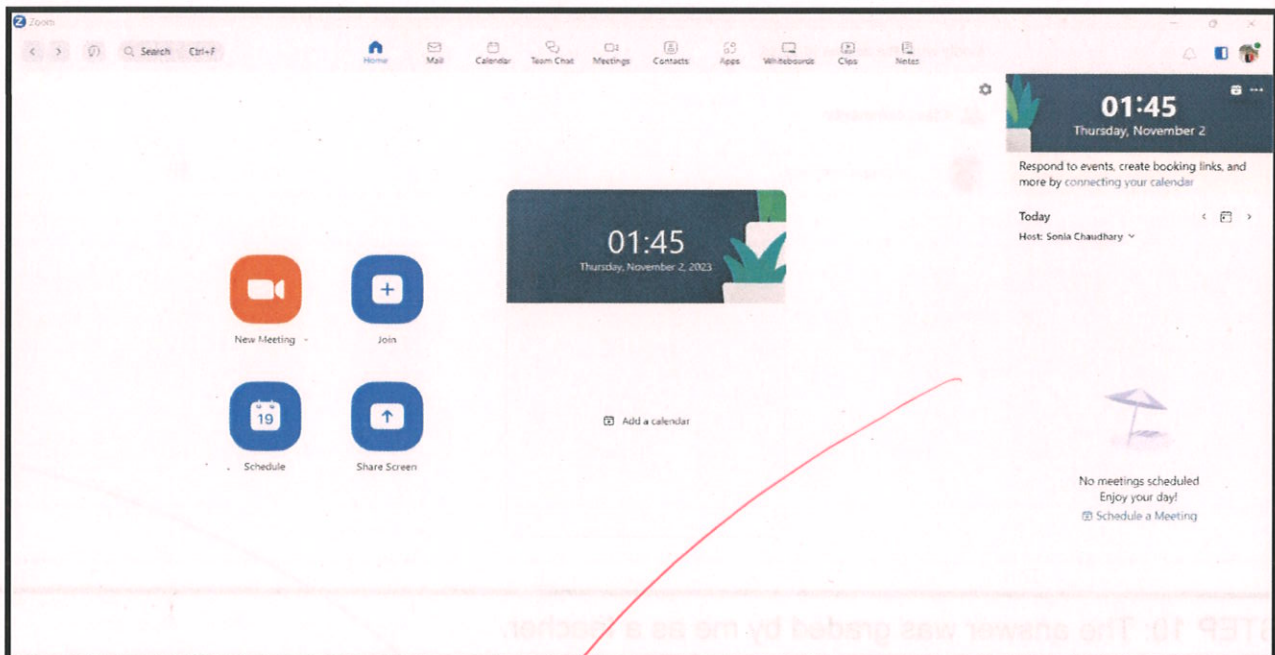 Zoom
Search Ctrl+F
Home Mail Calendar Team Chat Meetings Contacts Apps Whiteboards Clips Notes
01:45
Thursday, November 2
Respond to events, create booking links, and
more by connecting your calendar
Today
Host: Sonia Chaudhary
01:45
Thursday, November 2, 2023
New Meeting
Join
19
Schedule
Share Screen
Add a calendar
No meetings scheduled
Enjoy your day!
Schedule a Meeting
STEP 10: The answer was graded by me as a teacher.